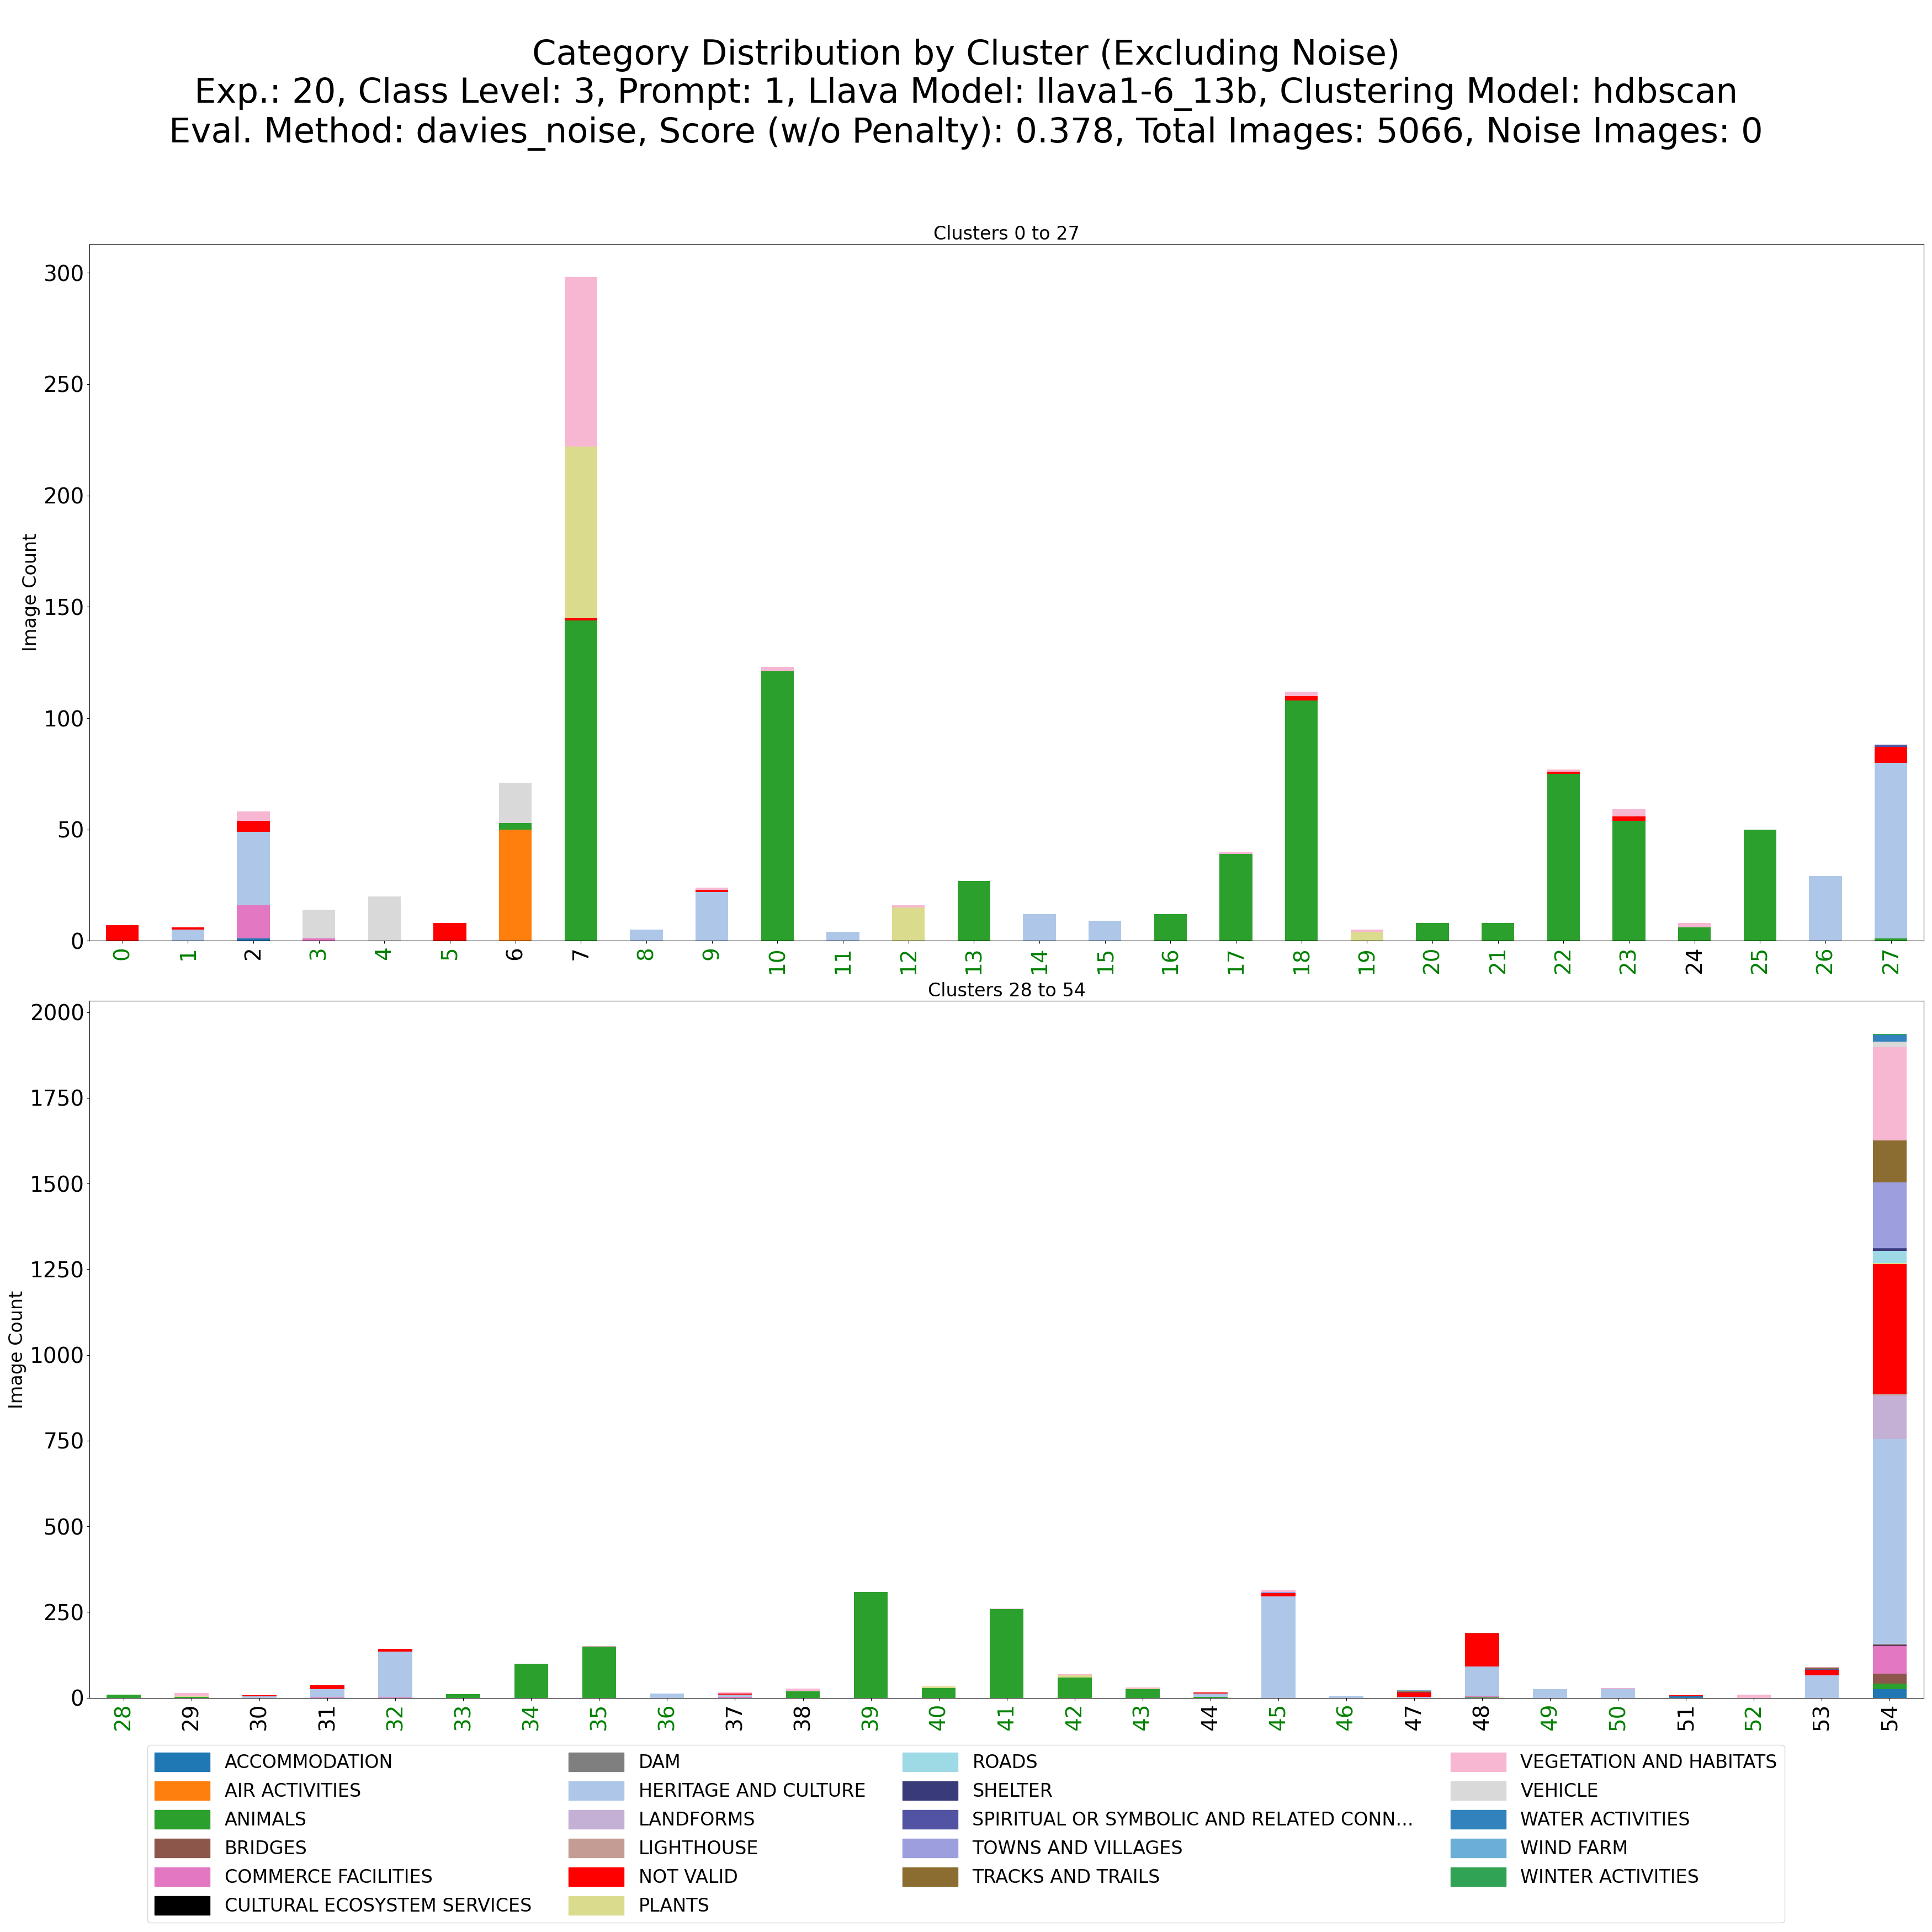 Category Distribution by Cluster (Excluding Noise)
Exp.: 20, Class Level: 3, Prompt: 1, Llava Model: llava1-6_13b, Clustering Model: hdbscan
Eval. Method: davies_noise, Score (w/o Penalty): 0.378, Total Images: 5066, Noise Images: 0
Clusters 0 to 27
Image Count
300
250
200
150
100
50
0
0 1 2 3 4 5 6 7 8 9 10 11 12 13 14 15 16 17 18 19 20 21 22 23 24 25 26 27
Clusters 28 to 54
Image Count
2000
1750
1500
1250
1000
750
500
250
0
28 29 30 31 32 33 34 35 36 37 38 39 40 41 42 43 44 45 46 47 48 49 50 51 52 53 54
ACCOMMODATION
AIR ACTIVITIES
ANIMALS
BRIDGES
COMMERCE FACILITIES
CULTURAL ECOSYSTEM SERVICES
DAM
HERITAGE AND CULTURE
LANDFORMS
LIGHTHOUSE
NOT VALID
PLANTS
ROADS
SHELTER
SPIRITUAL OR SYMBOLIC AND RELATED CONN...
TOWNS AND VILLAGES
TRACKS AND TRAILS
VEGETATION AND HABITATS
VEHICLE
WATER ACTIVITIES
WIND FARM
WINTER ACTIVITIES